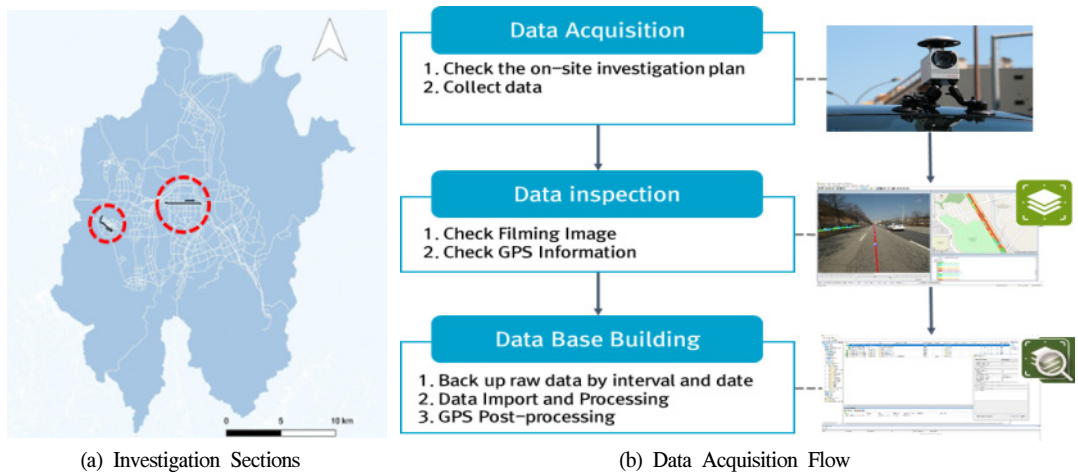 0
5
10 km
Data Acquisition
1. Check the on-site investigation plan
2. Collect data
Data inspection
1. Check Filming Image
2. Check GPS Information
Data Base Building
1. Back up raw data by interval and date
2. Data Import and Processing
3. GPS Post-processing
(a) Investigation Sections
(b) Data Acquisition Flow